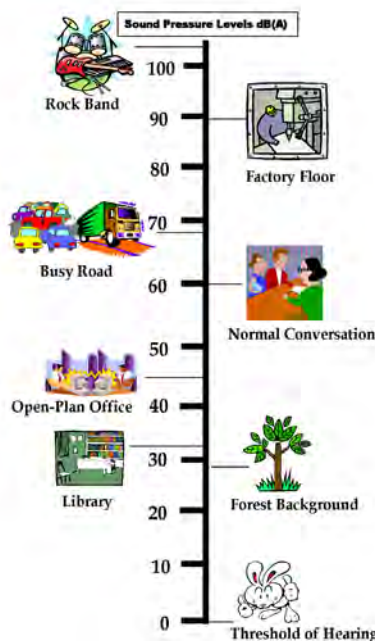 Sound Pressure Levels dB(A)
100
Rock Band
90
Factory Floor
80
70
Busy Road
60
Normal Conversation
50
Open-Plan Office
40
30
Library
Forest Background
20
10
0
Threshold of Hearing